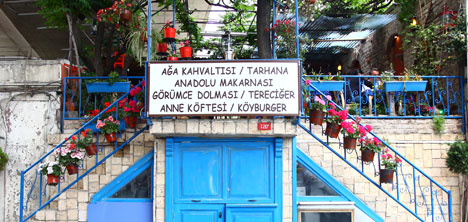 AĞA KAHVALTISI / TARHANA
ANADOLU MAKARNASI
GÖRÜMCE DOLMASI / TERECİĞER
ANNE KÖFTESİ / KÖYBURGER